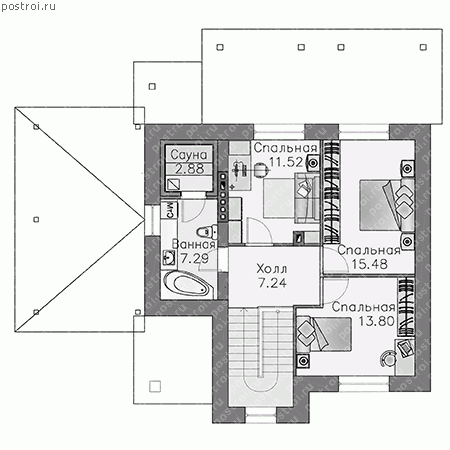 postroi.ru
Сауна
2.88
Спальная
11.52
Ванная
7.29
Холл
7.24
Спальная
15.48
Спальная
13.80